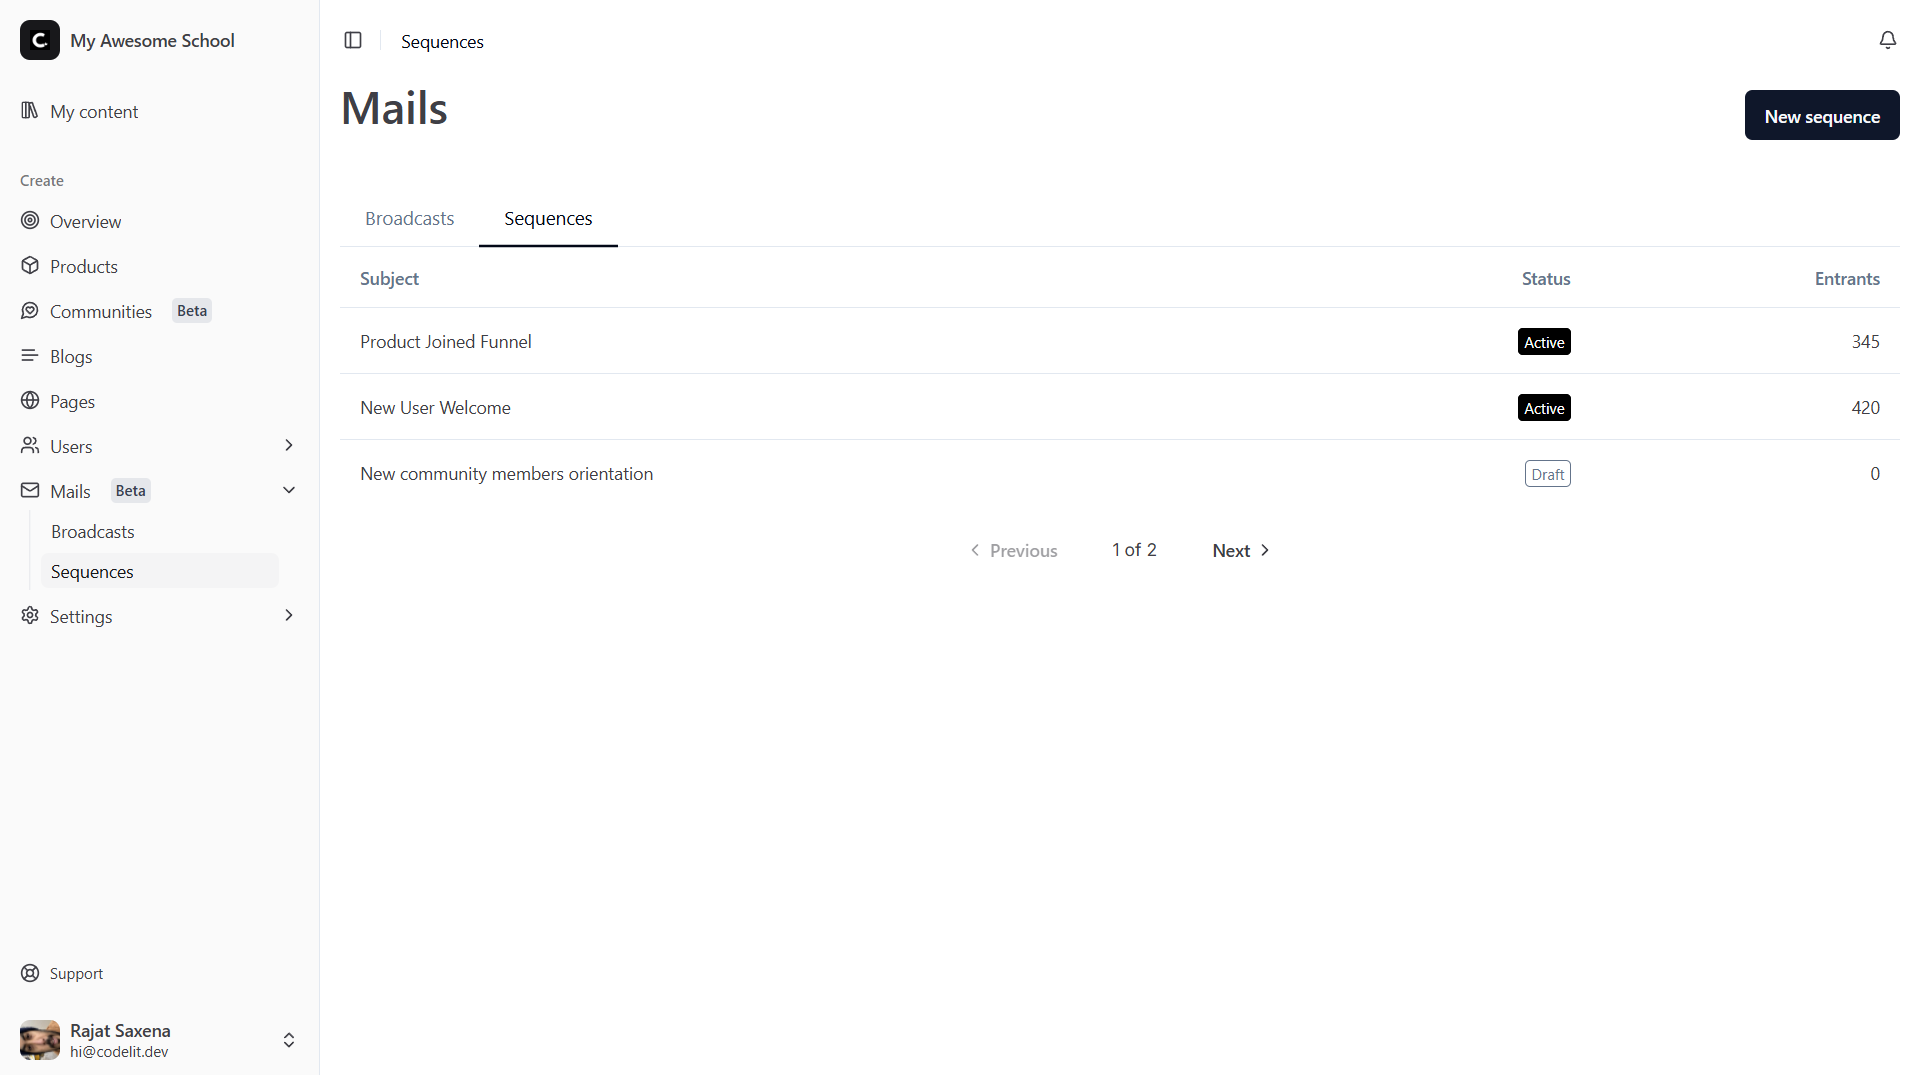 C.
My Awesome School
My content
Create
Overview
Products
Communities Beta
Blogs
Pages
Users
Mails Beta
Broadcasts
Sequences
Settings
Support
Rajat Saxena
hi@codelit.dev
Sequences
Mails
New sequence
Broadcasts Sequences
Subject Status Entrants
Product Joined Funnel Active 345
New User Welcome Active 420
New community members orientation Draft 0
Previous 1 of 2 Next